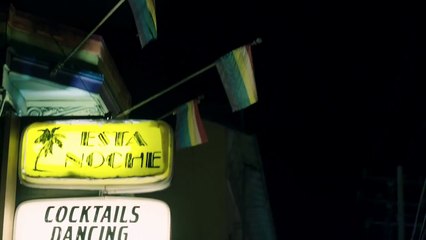 ESTA
NOCHE
COCKTAILS
DANCING